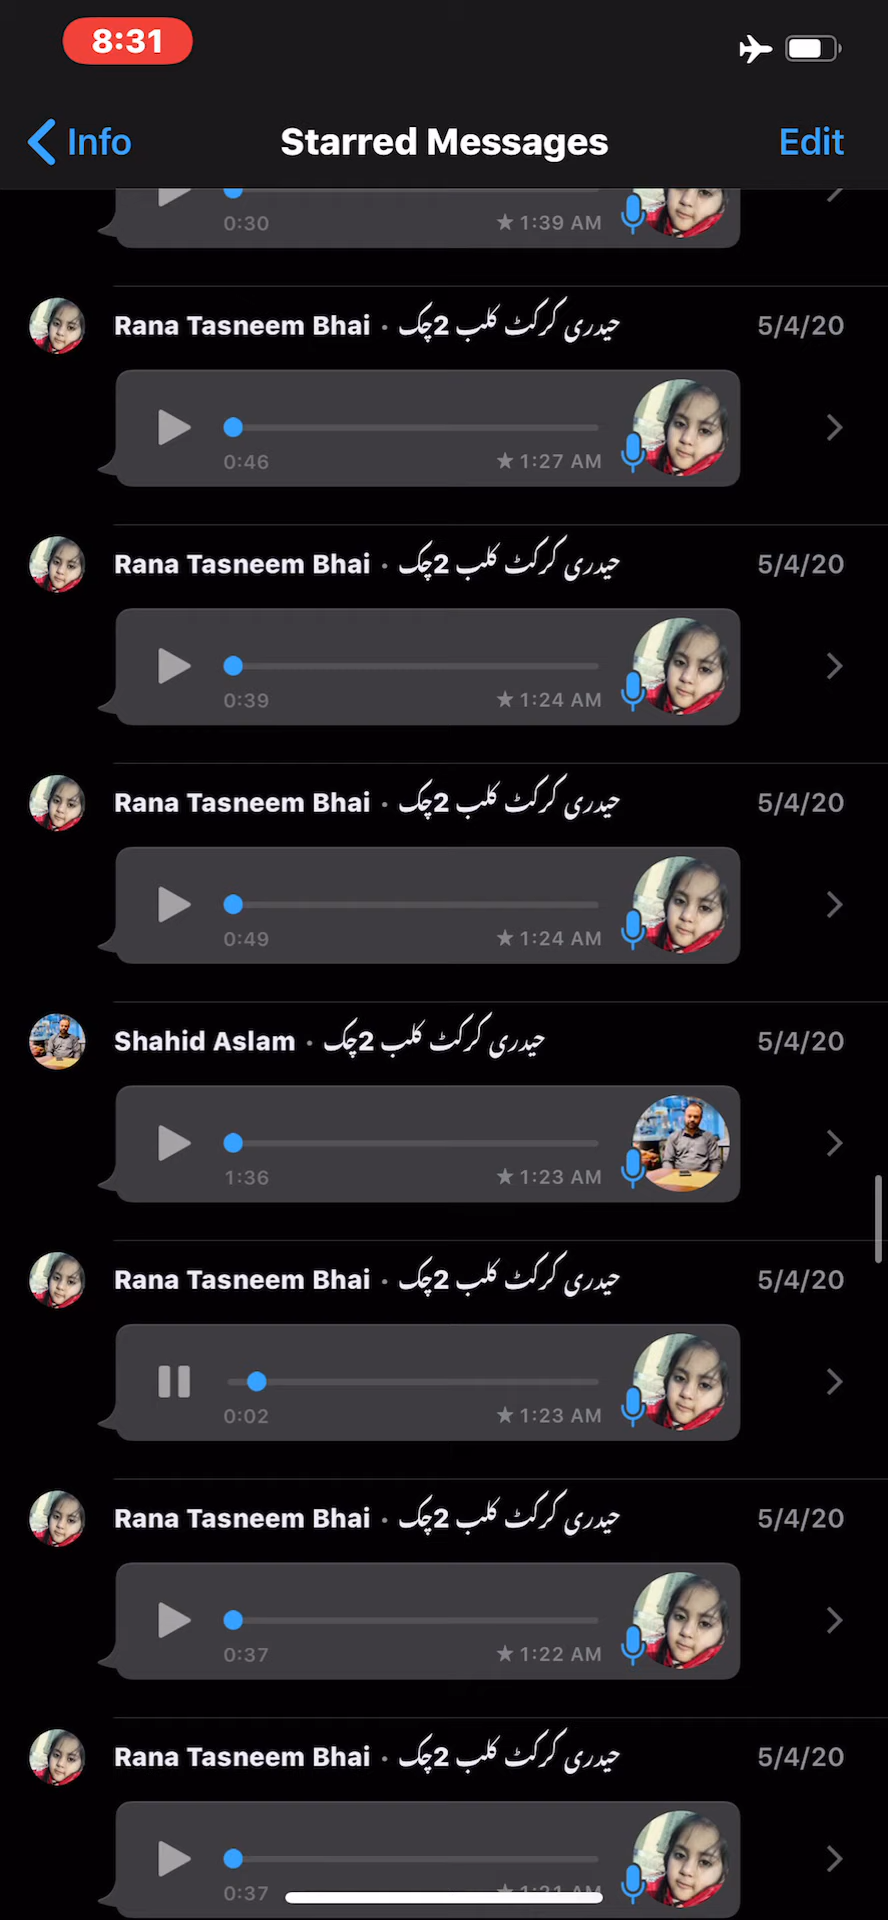 8:31
Info Starred Messages Edit
0:30 ★ 1:39 AM
Rana Tasneem Bhai · حیدری کرکٹ کلب 2چک 5/4/20
0:46 ★ 1:27 AM
Rana Tasneem Bhai · حیدری کرکٹ کلب 2چک 5/4/20
0:39 ★ 1:24 AM
Rana Tasneem Bhai · حیدری کرکٹ کلب 2چک 5/4/20
0:49 ★ 1:24 AM
Shahid Aslam · حیدری کرکٹ کلب 2چک 5/4/20
1:36 ★ 1:23 AM
Rana Tasneem Bhai · حیدری کرکٹ کلب 2چک 5/4/20
0:02 ★ 1:23 AM
Rana Tasneem Bhai · حیدری کرکٹ کلب 2چک 5/4/20
0:37 ★ 1:22 AM
Rana Tasneem Bhai · حیدری کرکٹ کلب 2چک 5/4/20
0:37